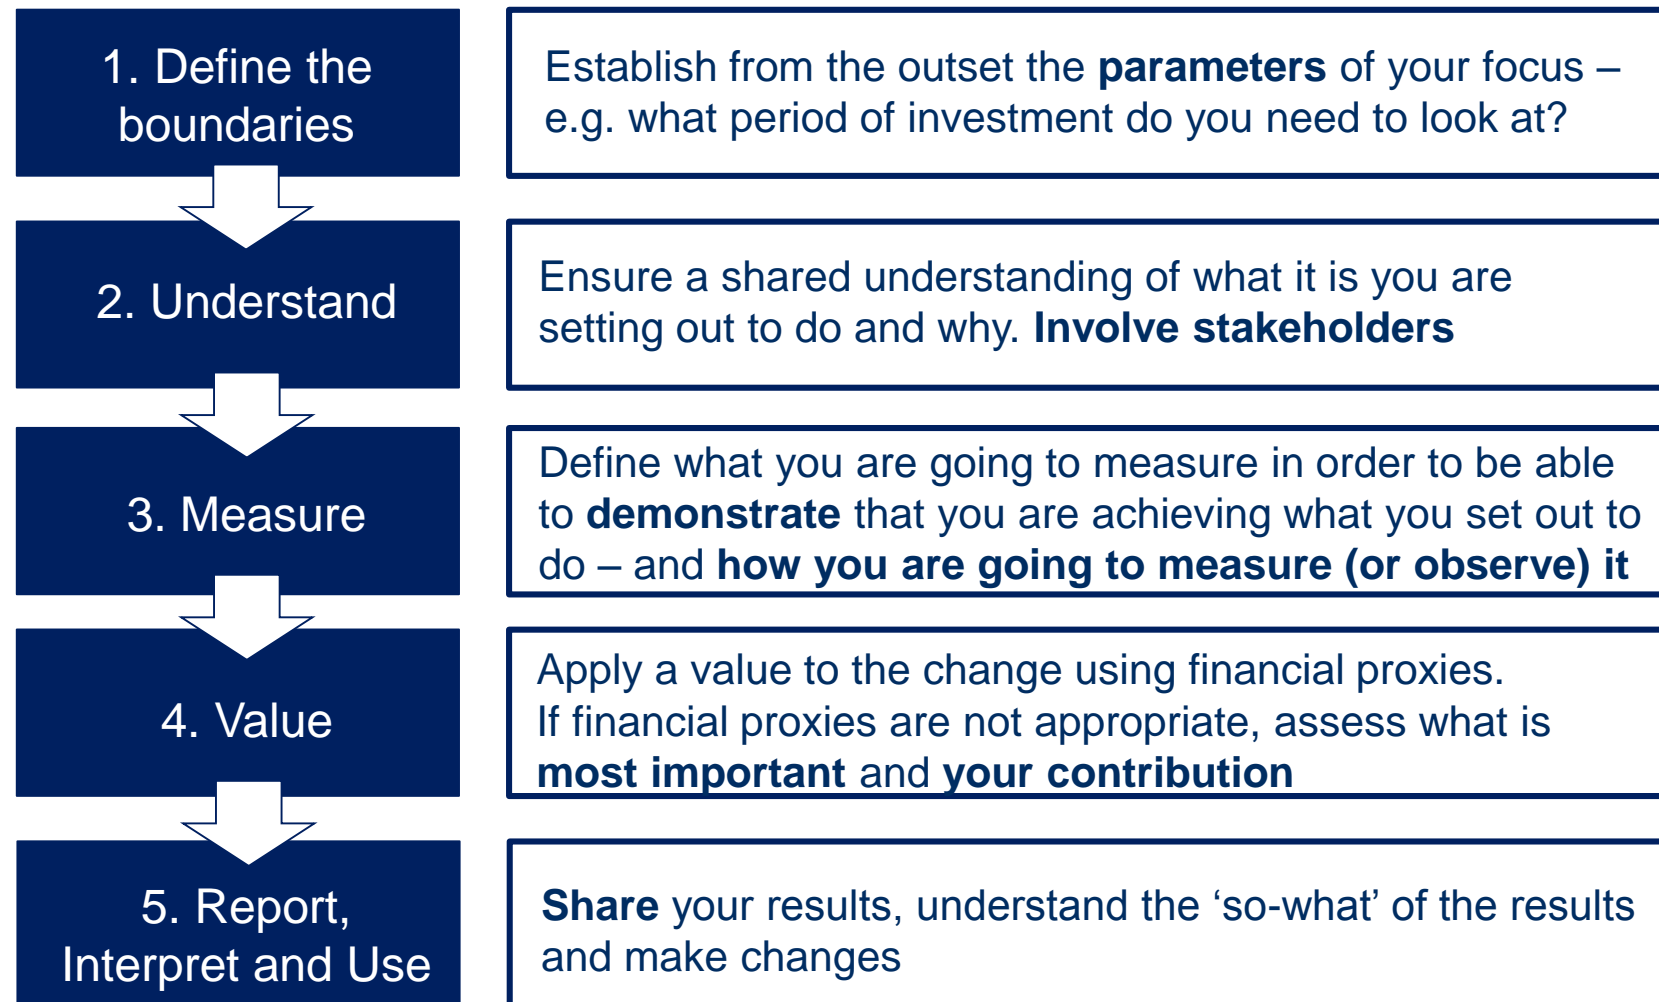 1. Define the
boundaries
Establish from the outset the parameters of your focus –
e.g. what period of investment do you need to look at?
2. Understand
Ensure a shared understanding of what it is you are
setting out to do and why. Involve stakeholders
3. Measure
Define what you are going to measure in order to be able
to demonstrate that you are achieving what you set out to
do – and how you are going to measure (or observe) it
4. Value
Apply a value to the change using financial proxies.
If financial proxies are not appropriate, assess what is
most important and your contribution
5. Report,
Interpret and Use
Share your results, understand the ‘so-what’ of the results
and make changes